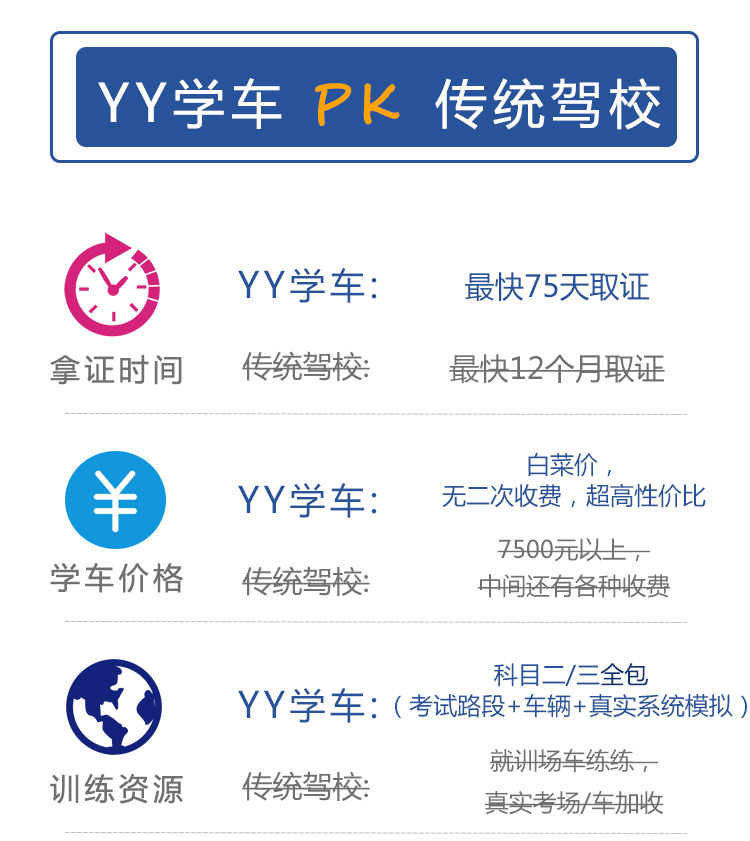 YY学车 PK 传统驾校
YY学车: 最快75天取证
拿证时间
传统驾校: 最快12个月取证
白菜价，
YY学车: 无二次收费，超高性价比
¥
学车价格
传统驾校: 7500元以上，
中间还有各种收费
科目二/三全包
YY学车: （考试路段+车辆+真实系统模拟）
训练资源
传统驾校: 就训场车练练，
真实考场/车加收